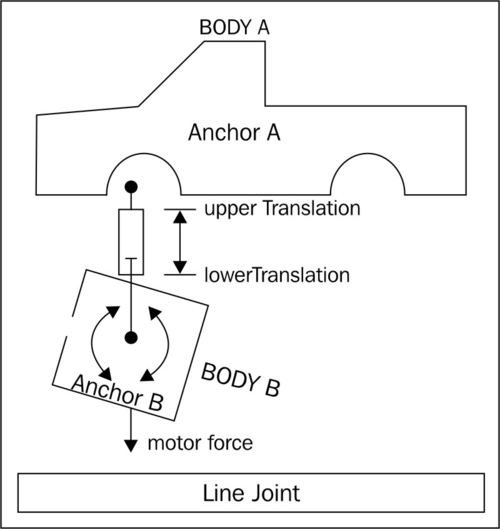 BODY A
Anchor A
upper Translation
lowerTranslation
BODY B
Anchor B
motor force
Line Joint